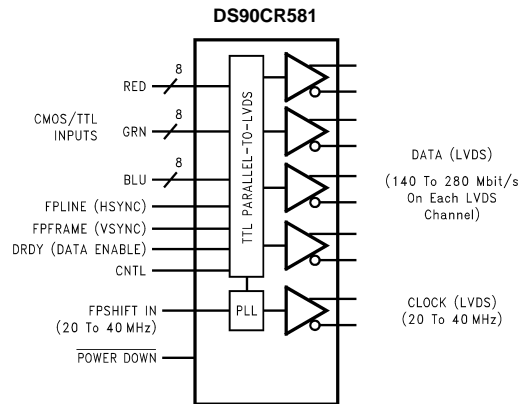 DS90CR581
RED
8
CMOS/TTL
INPUTS
GRN
8
BLU
8
FPLINE (HSYNC)
FPFRAME (VSYNC)
DRDY (DATA ENABLE)
CNTL
FPSHIFT IN
(20 To 40 MHz)
POWER DOWN
TTL PARALLEL-TO-LVDS
PLL
DATA (LVDS)
(140 To 280 Mbit/s
On Each LVDS
Channel)
CLOCK (LVDS)
(20 To 40 MHz)